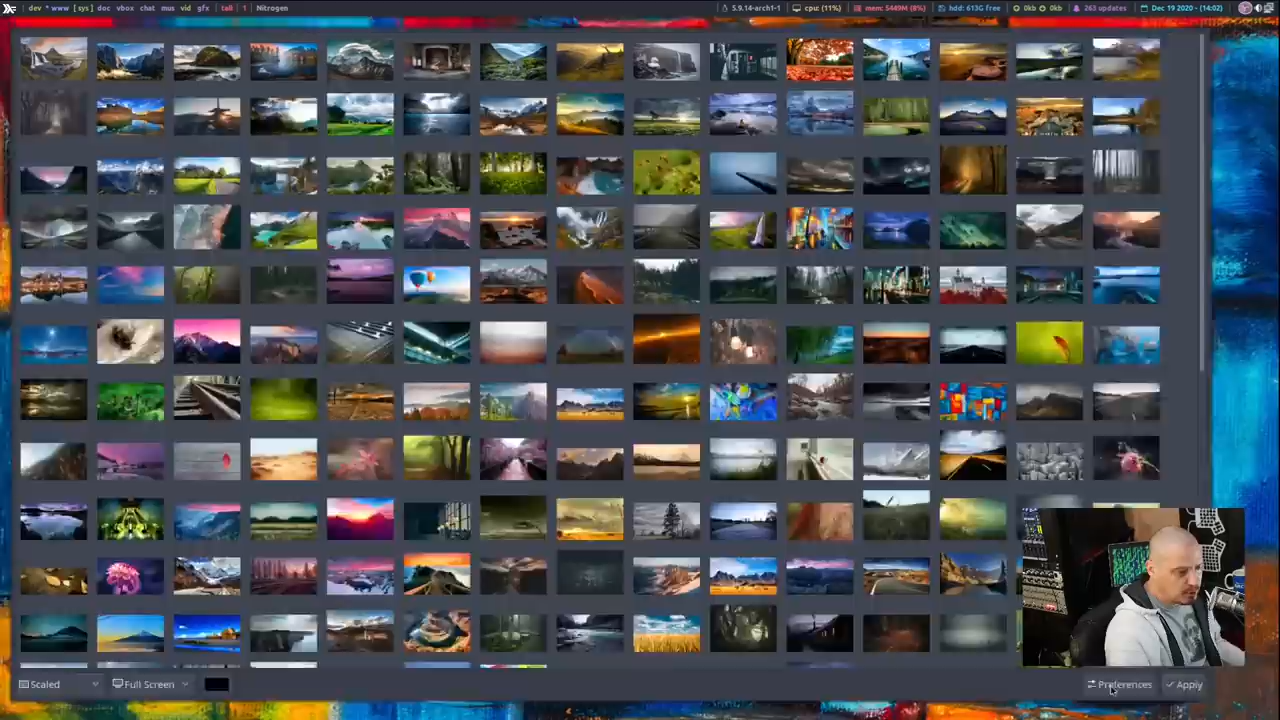 dev * www [ sys ] doc vbox chat mus vid gfx | tall | 1 | Nitrogen 5.9.14-arch1-1 cpu: (11%) mem: 5449M (8%) hdd: 613G free 0kb 0kb 263 updates Dec 19 2020 - (14:02)
Scaled Full Screen Preferences Apply